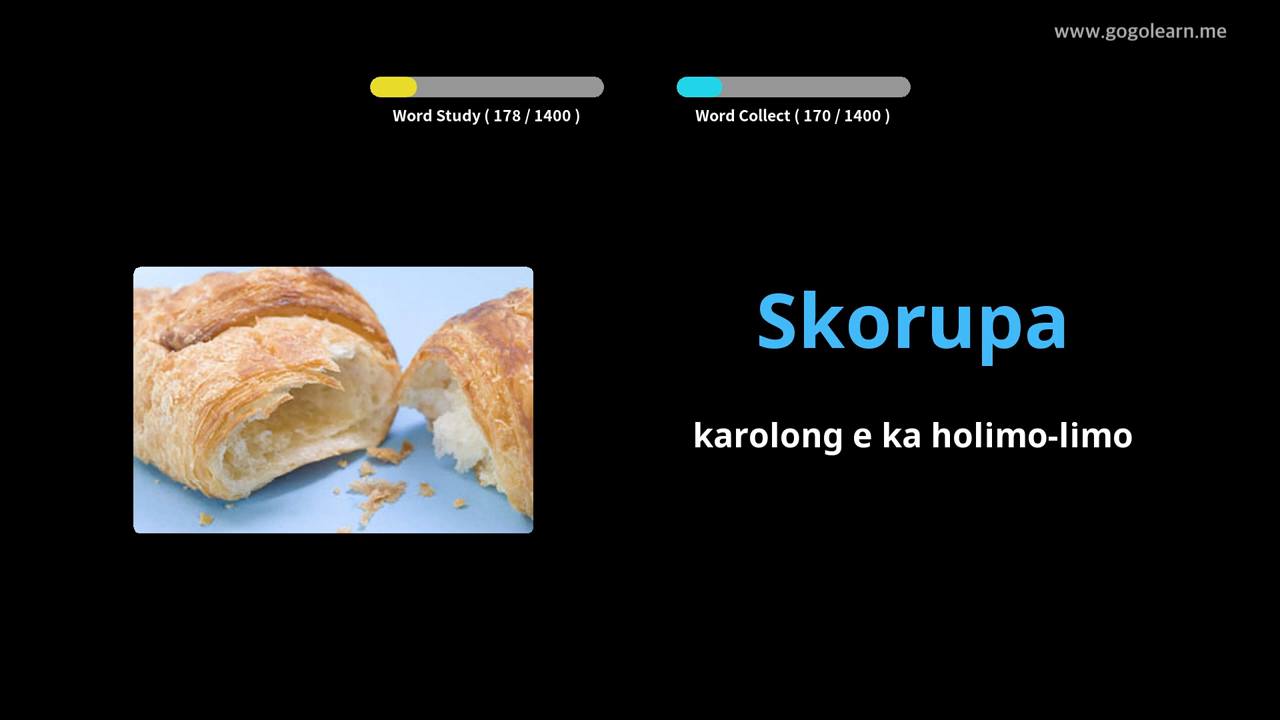 www.gogolearn.me
Word Study ( 178 / 1400 )
Word Collect ( 170 / 1400 )
Skorupa
karolong e ka holimo-limo